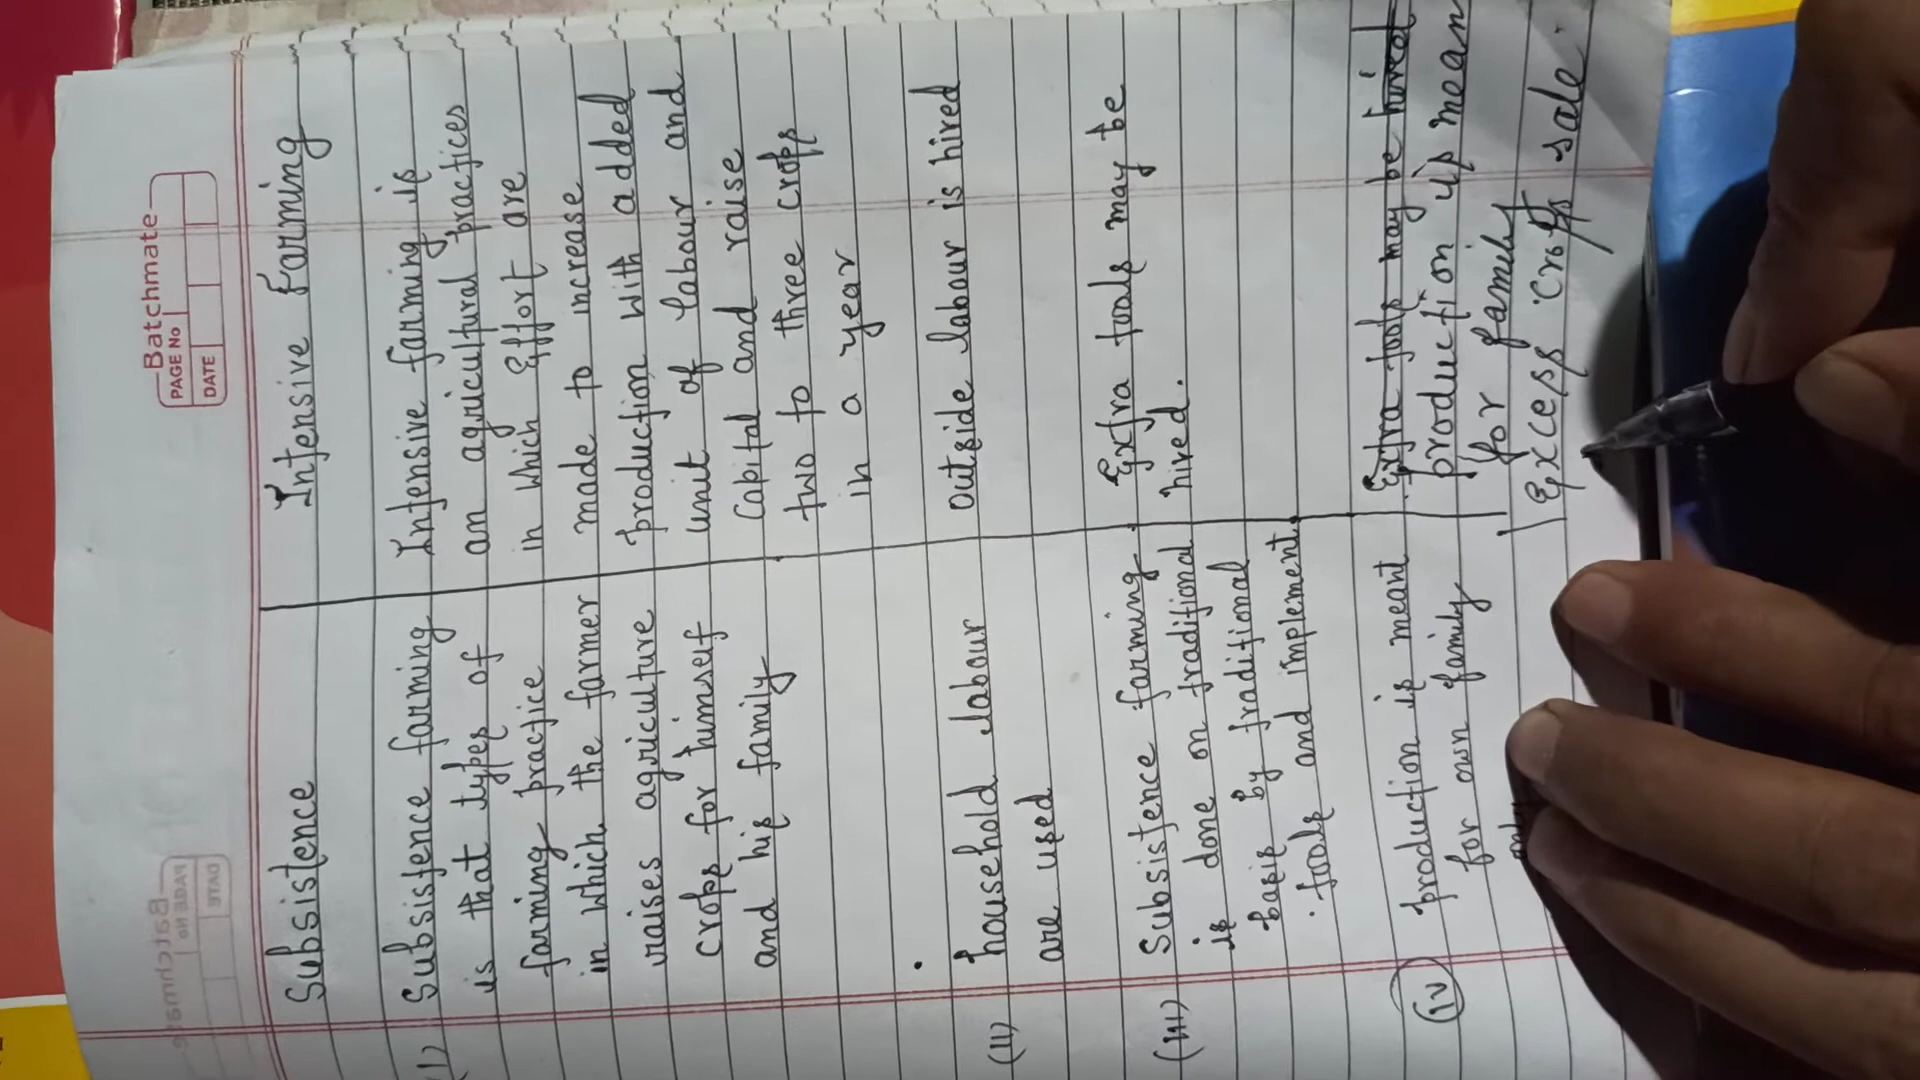 Batchmate
PAGE No
DATE
Subsistence
Intensive Farming
Subsistence farming
is that types of
farming practice
in which the farmer
raises agriculture
crops for himself
and his family
Intensive farming is
an agricultural practices
in which Effort are
made to increase
production with added
unit of labour and
capital and raise
two to three crops
in a year
(II) household labour
are used
outside labour is hired
(III) Subsistence farming
is done on traditional
basis by traditional
tools and implement
Extra tools may be
hired.
(iv) production is meant
for own family
Extra tools may be hired
production is mean
for family
Excess crops sale.